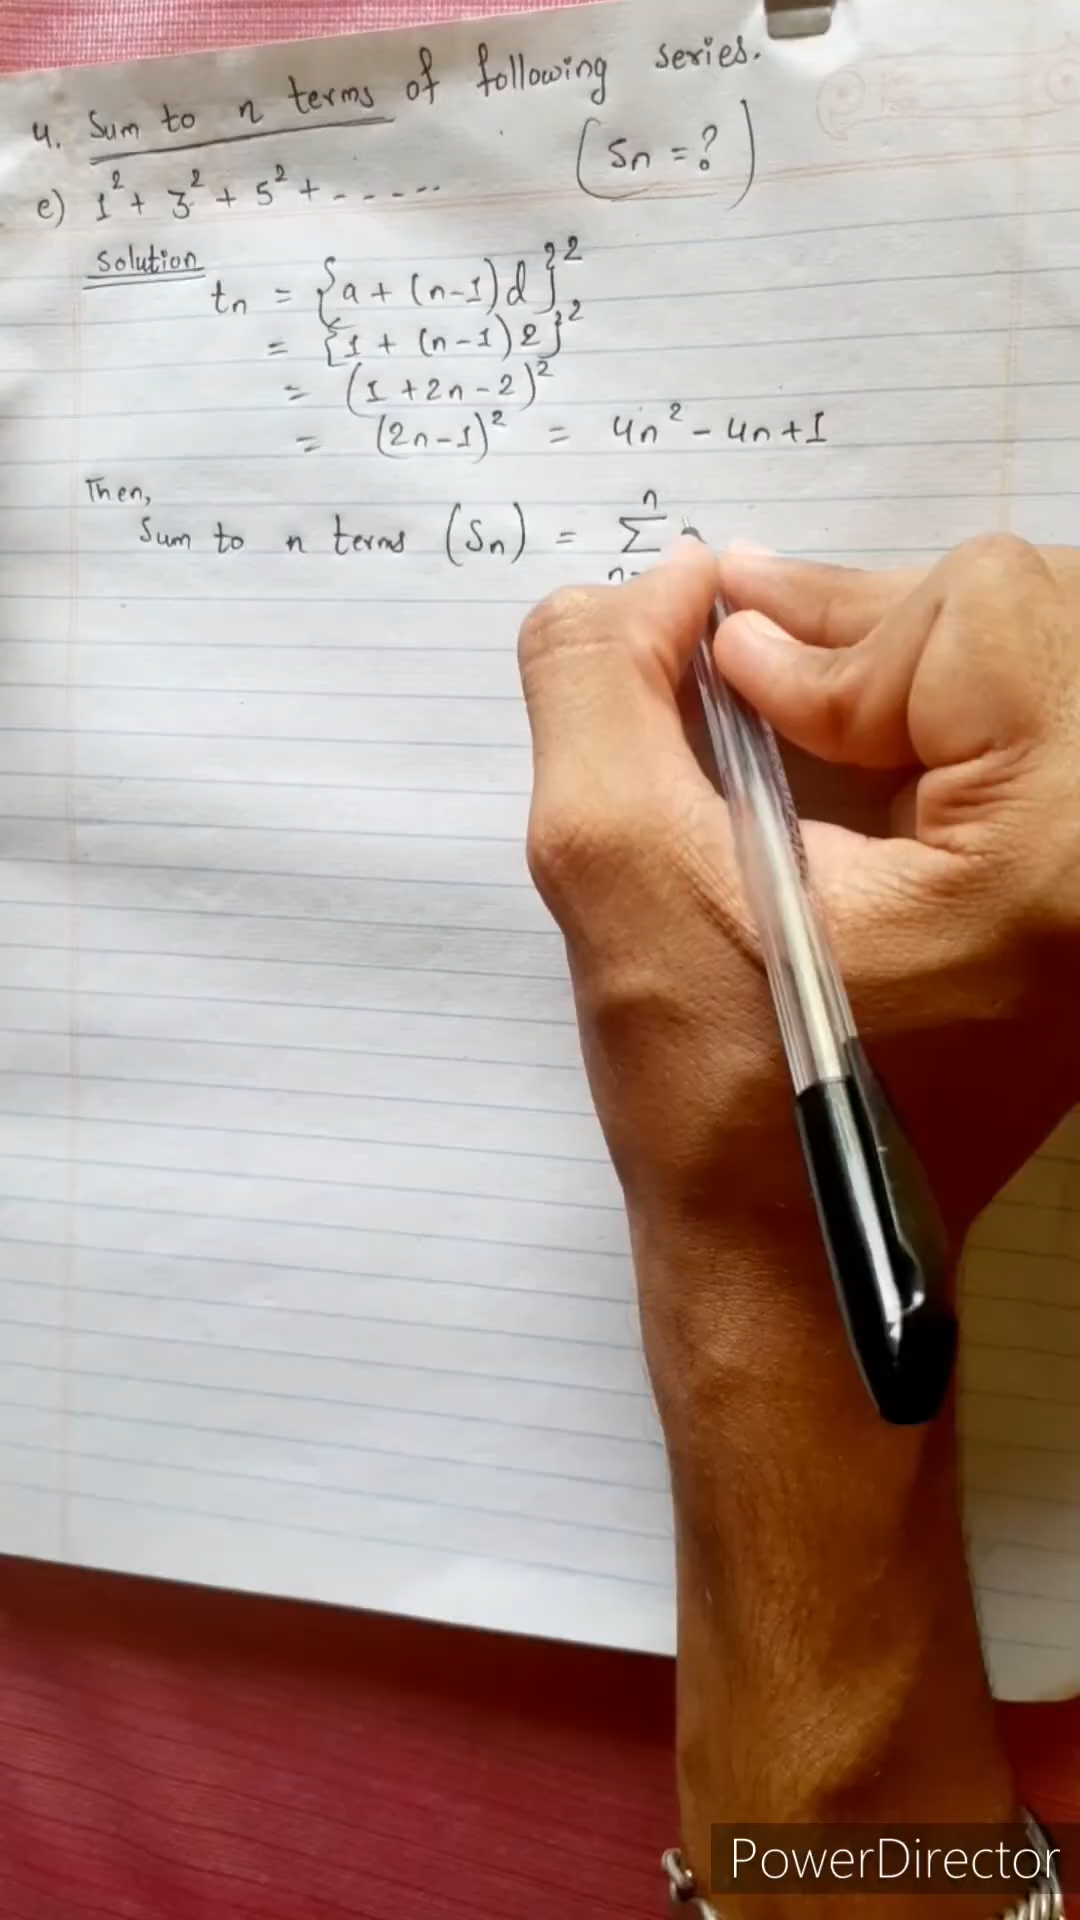 4. Sum to n terms of following series.
(Sn = ?)
e) 1² + 3² + 5² + - - - - ...
Solution
tn = {a + (n-1)d}²
= {1 + (n-1)2}²
= (1 + 2n - 2)²
= (2n-1)² = 4n² - 4n + 1
Then,
Sum to n terms (Sn) = n∑
n-
PowerDirector